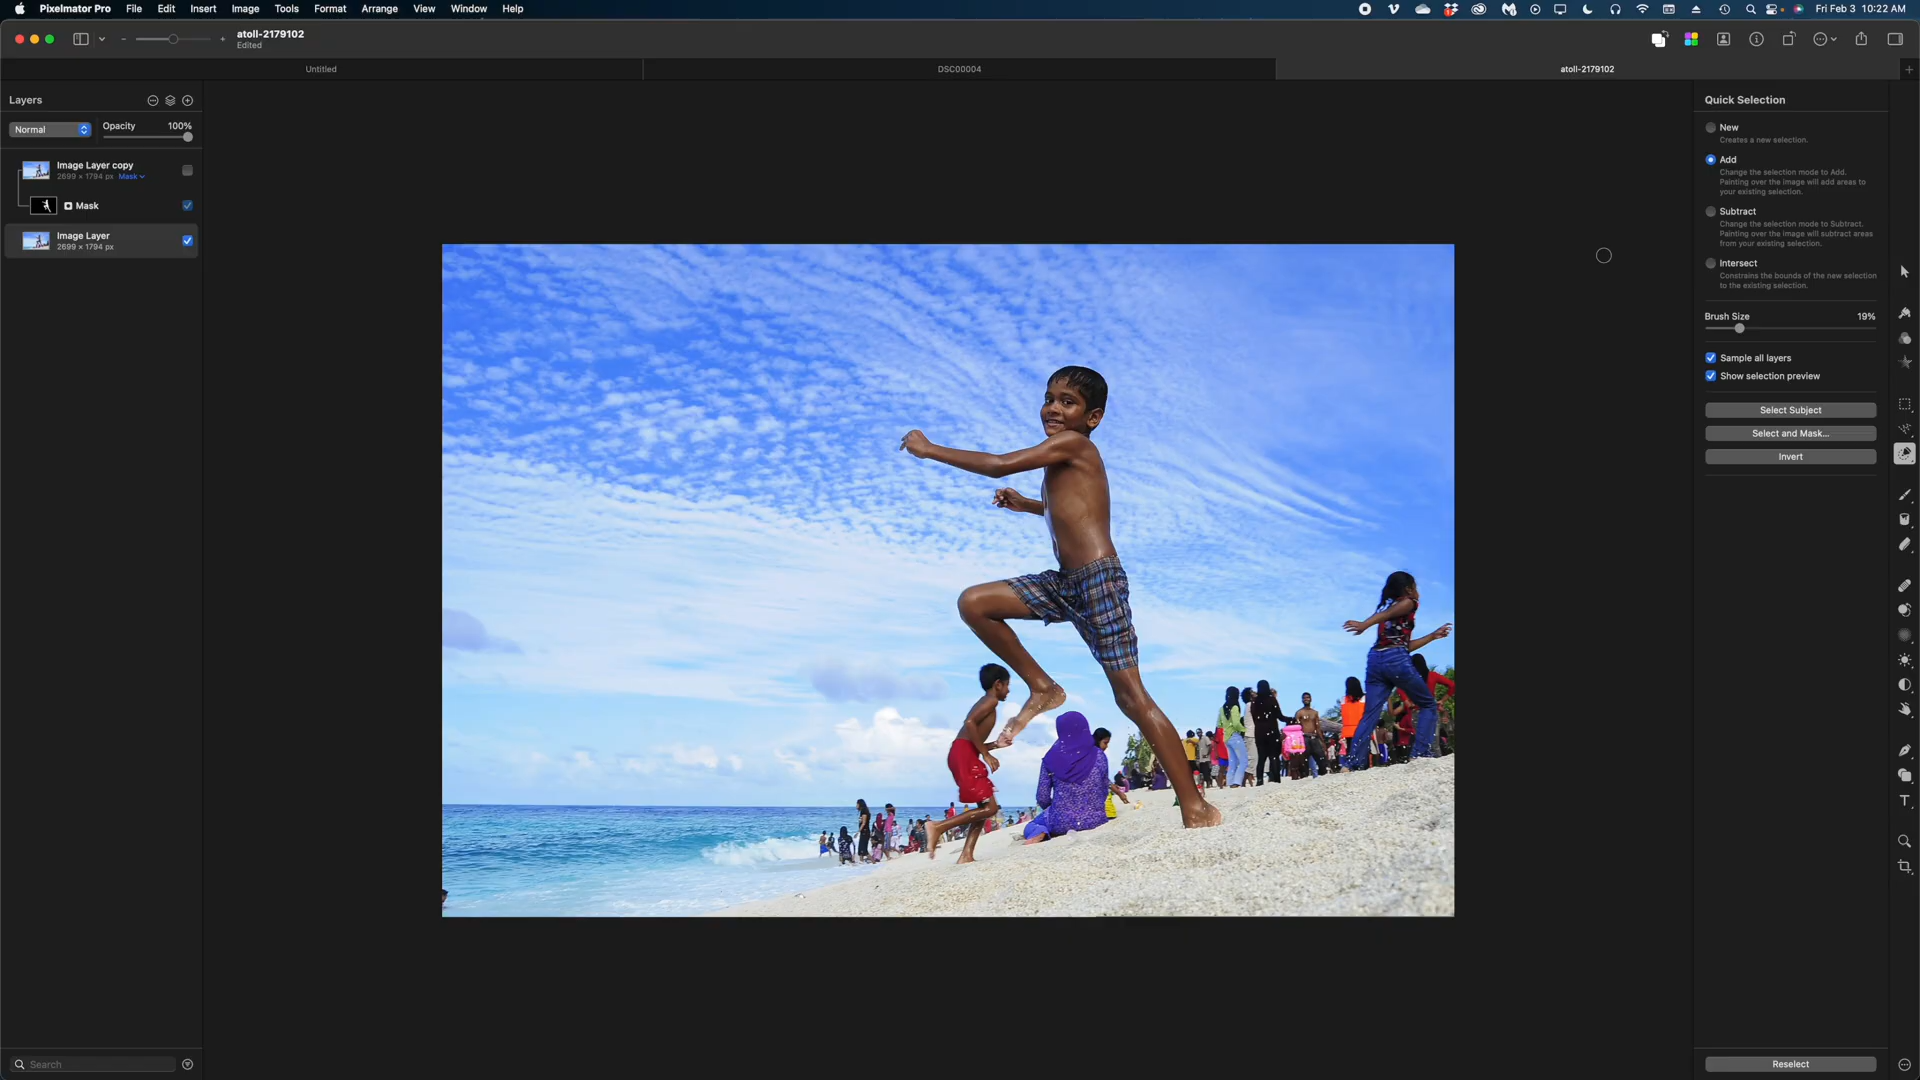 Pixelmator Pro File Edit Insert Image Tools Format Arrange View Window Help Fri Feb 3 10:22 AM
atoll-2179102
Edited
Untitled DSC00004 atoll-2179102
Layers
Normal Opacity 100%
Image Layer copy
2699 × 1794 px Mask
Mask
Image Layer
2699 × 1794 px
Search
Quick Selection
New
Creates a new selection.
Add
Change the selection mode to Add.
Painting over the image will add areas to
your existing selection.
Subtract
Change the selection mode to Subtract.
Painting over the image will subtract areas
from your existing selection.
Intersect
Constrains the bounds of the new selection
to the existing selection.
Brush Size 19%
Sample all layers
Show selection preview
Select Subject
Select and Mask...
Invert
Reselect